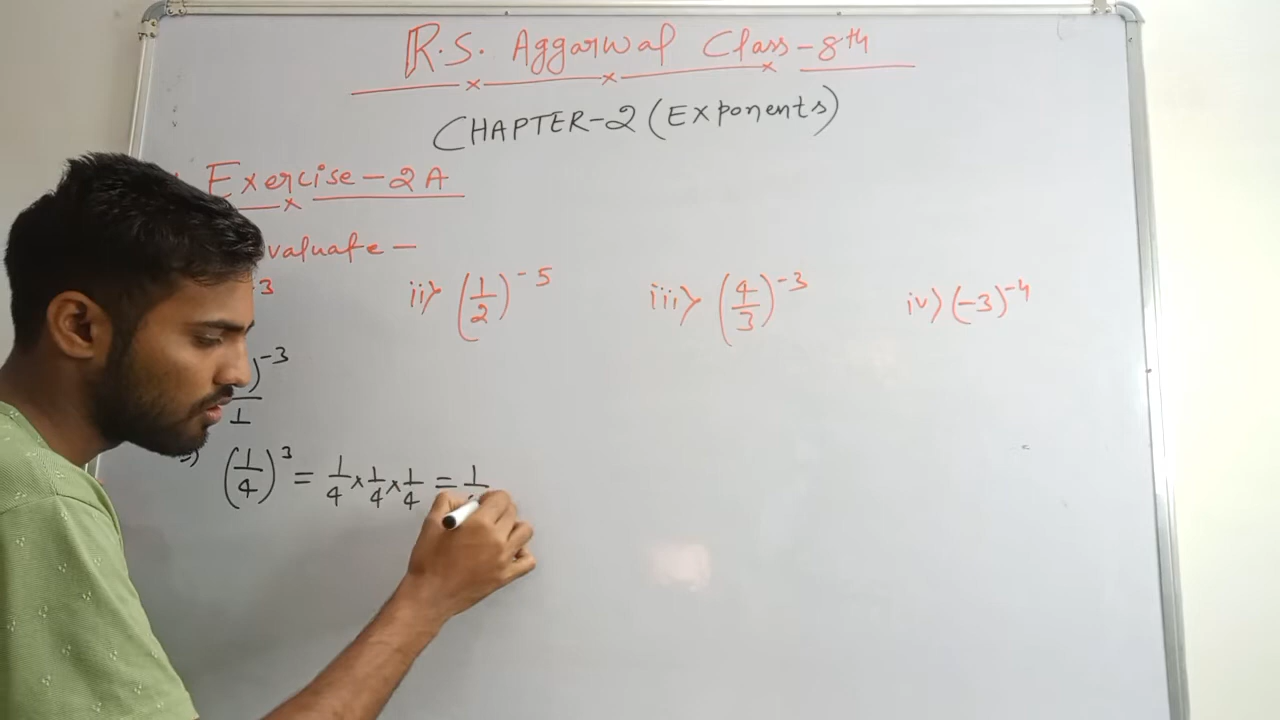 R.S. Aggarwal Class-8th
CHAPTER-2 (Exponents)
Exercise-2A
valuate-
-3 ii) (1/2)^-5 iii) (4/3)^-3 iv) (-3)^-4
)^-3
1
=) (1/4)^3 = 1/4 × 1/4 × 1/4 = 1